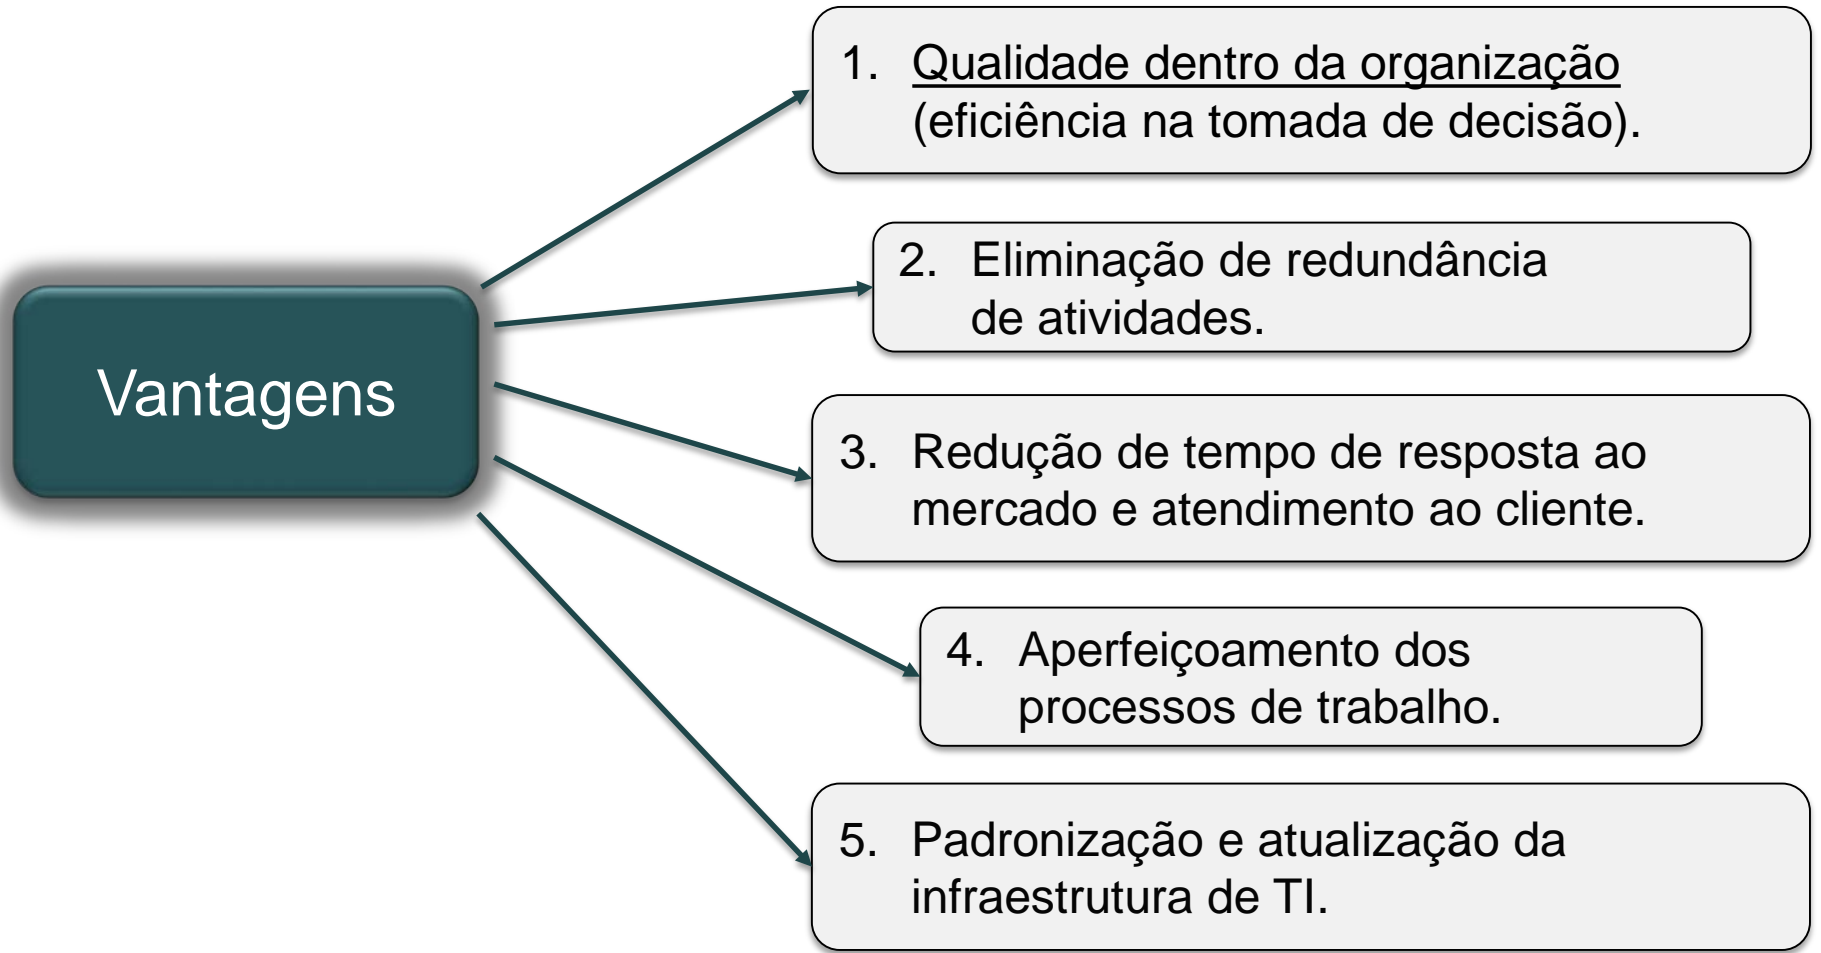 Vantagens
1. Qualidade dentro da organização
(eficiência na tomada de decisão).
2. Eliminação de redundância
de atividades.
3. Redução de tempo de resposta ao
mercado e atendimento ao cliente.
4. Aperfeiçoamento dos
processos de trabalho.
5. Padronização e atualização da
infraestrutura de TI.